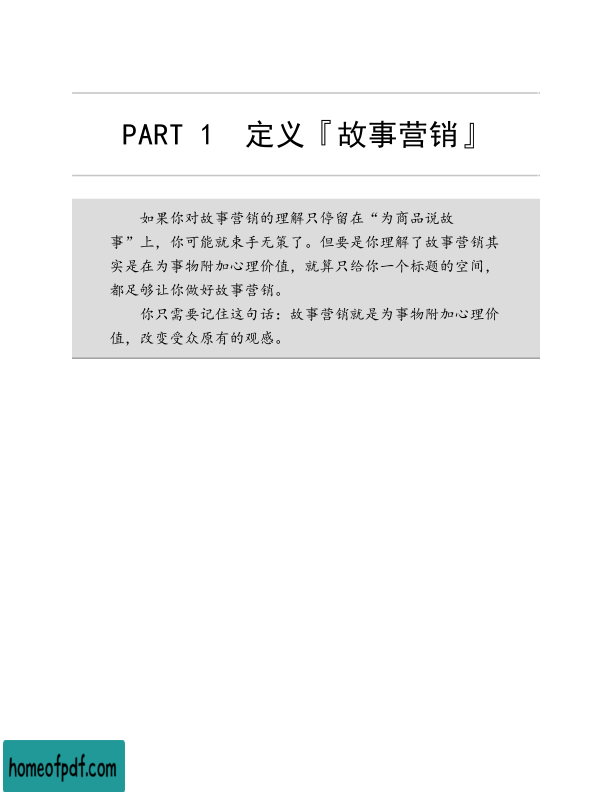 PART 1 定义『故事营销』
如果你对故事营销的理解只停留在“为商品说故
事”上，你可能就束手无策了。但要是你理解了故事营销其
实是在为事物附加心理价值，就算只给你一个标题的空间，
都足够让你做好故事营销。
你只需要记住这句话：故事营销就是为事物附加心理价
值，改变受众原有的观感。
homeofpdf.com